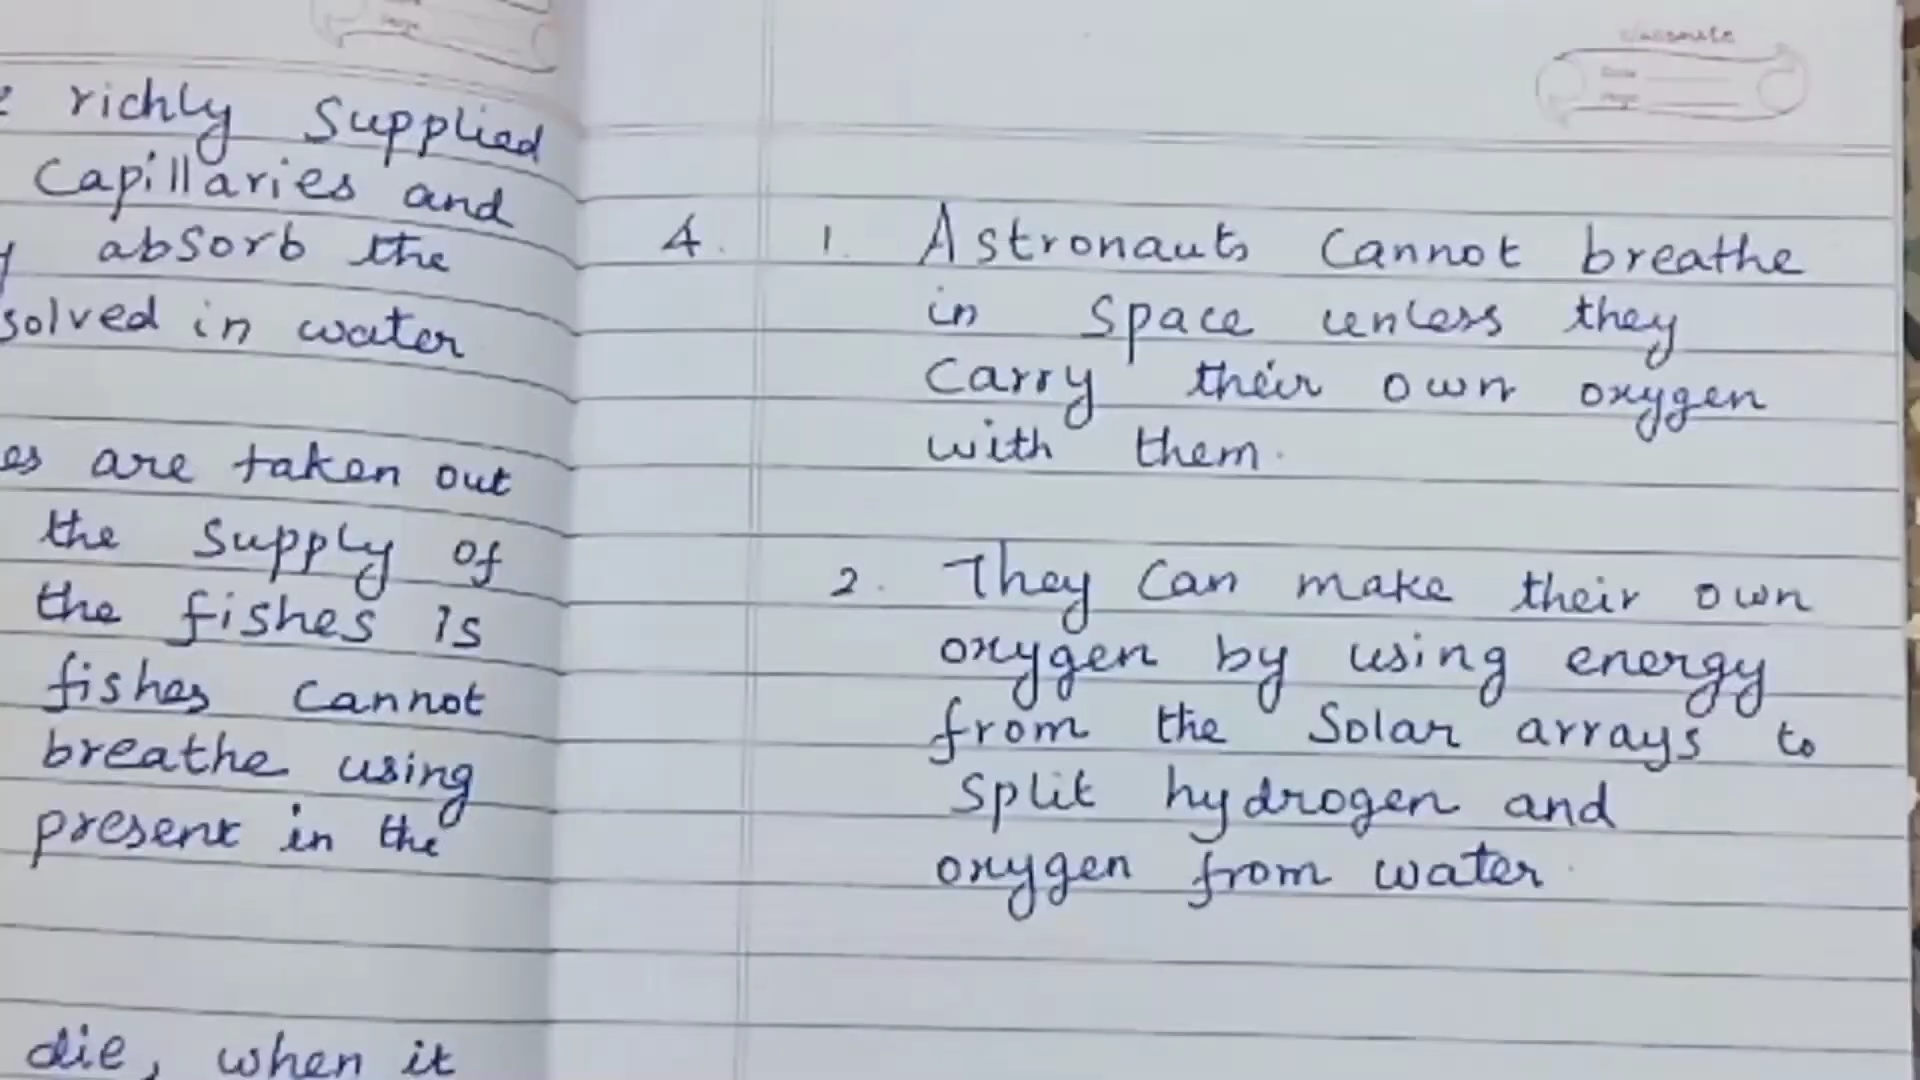 richly Supplied
Capillaries and
absorb the
solved in water
es are taken out
the Supply of
the fishes is
fishes cannot
breathe using
present in the
die, when it
classmate
4. 1. Astronauts cannot breathe
in space unless they
carry their own oxygen
with them.
2. They can make their own
oxygen by using energy
from the Solar arrays to
split hydrogen and
oxygen from water.